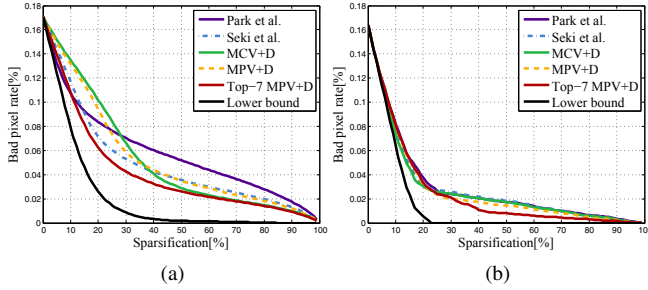 0.18
0.16
0.14
0.12
0.1
0.08
0.06
0.04
0.02
0
Bad pixel rate[%]
Park et al.
Seki et al.
MCV+D
MPV+D
Top−7 MPV+D
Lower bound
10 20 30 40 50 60 70 80 90 100
Sparsification[%]
(a)
0.18
0.16
0.14
0.12
0.1
0.08
0.06
0.04
0.02
0
Bad pixel rate[%]
Park et al.
Seki et al.
MCV+D
MPV+D
Top−7 MPV+D
Lower bound
0 10 20 30 40 50 60 70 80 90 100
Sparsification[%]
(b)